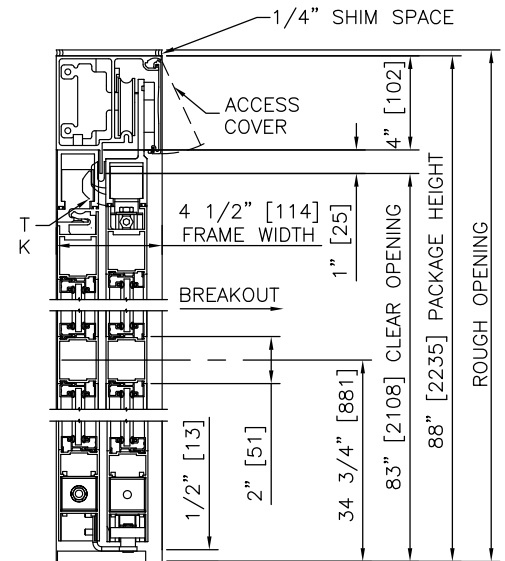 1/4” SHIM SPACE
ACCESS
COVER
4” [102]
T
K
4 1/2” [114]
FRAME WIDTH
1” [25]
BREAKOUT
83” [2108] CLEAR OPENING
88” [2235] PACKAGE HEIGHT
ROUGH OPENING
1/2” [13]
2” [51]
34 3/4” [881]